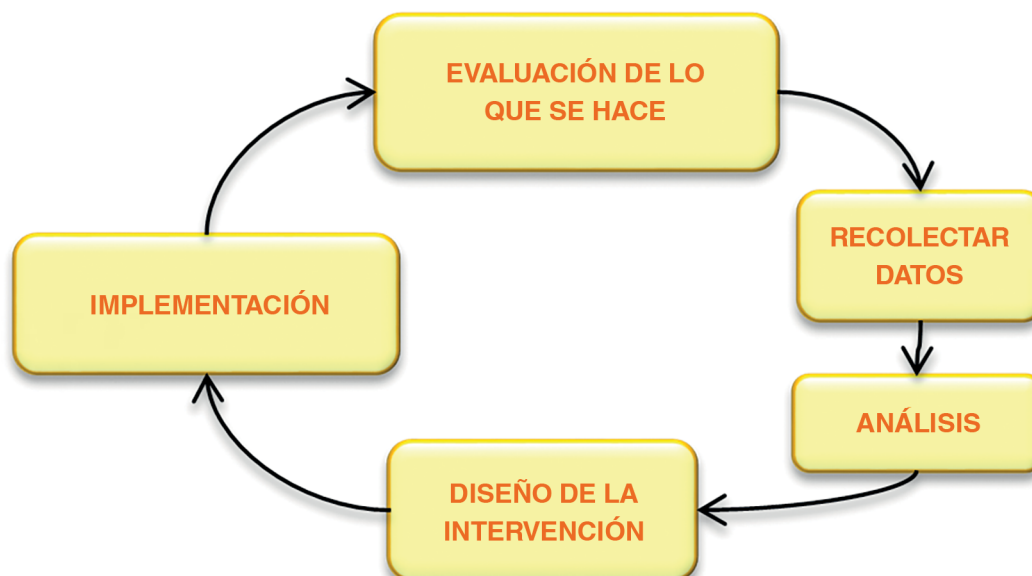 EVALUACIÓN DE LO
QUE SE HACE
RECOLECTAR
DATOS
ANÁLISIS
DISEÑO DE LA
INTERVENCIÓN
IMPLEMENTACIÓN